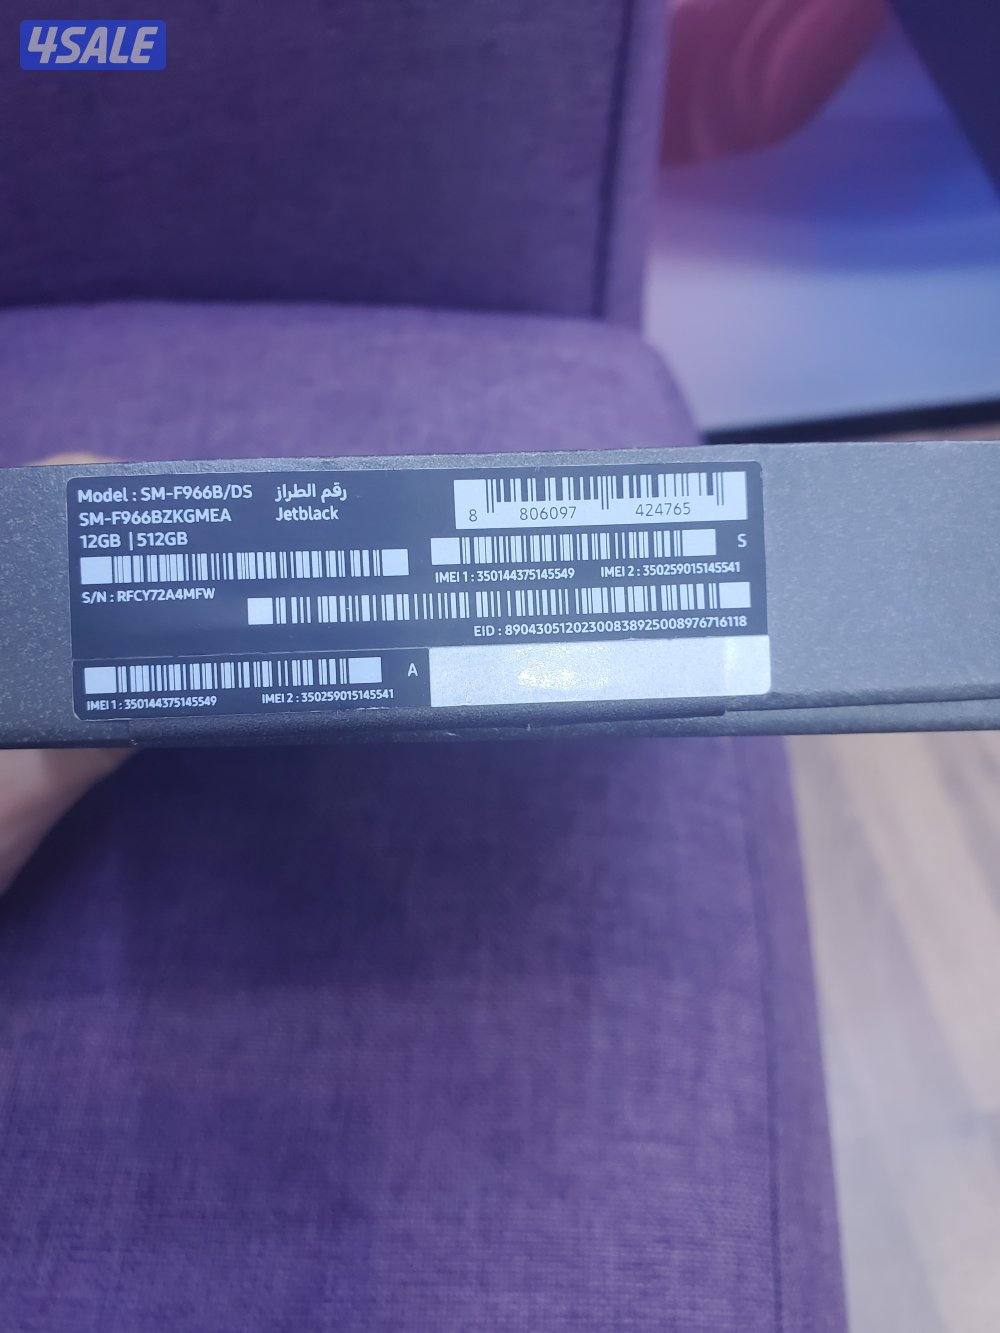 4SALE
Model : SM-F966B/DS رقم الطراز
SM-F966BZKGMEA Jetblack
12GB | 512GB
S/N : RFCY72A4MFW
8 806097 424765
S
IMEI 1 : 350144375145549 IMEI 2 : 350259015145541
EID : 89043051202300838925008976716118
A
IMEI 1 : 350144375145549 IMEI 2 : 350259015145541